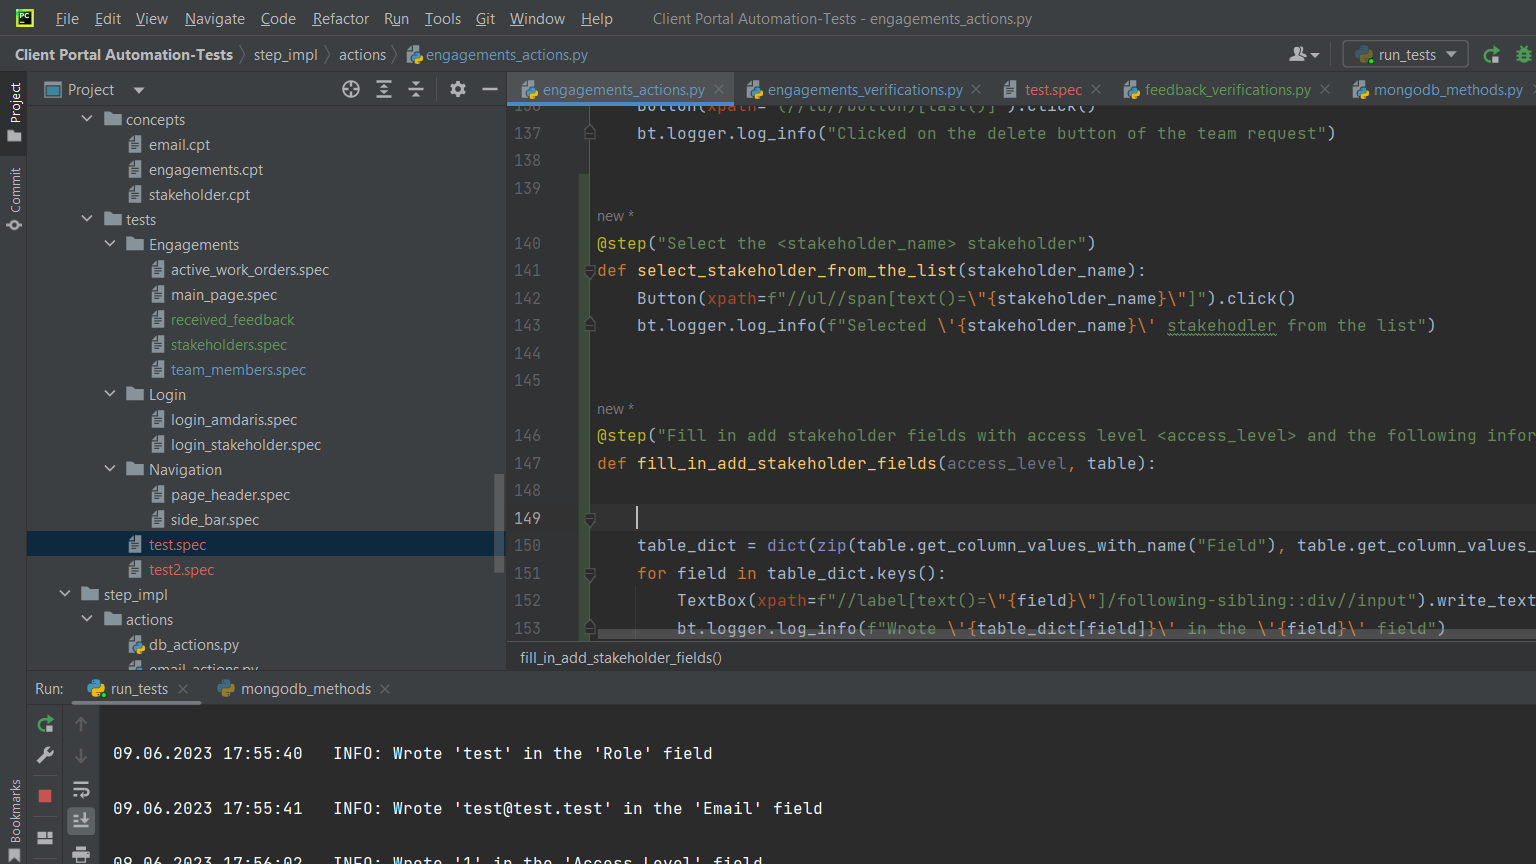 PC
File Edit View Navigate Code Refactor Run Tools Git Window Help Client Portal Automation-Tests - engagements_actions.py
Client Portal Automation-Tests step_impl actions engagements_actions.py run_tests
Project
Commit
Bookmarks
Project
concepts
email.cpt
engagements.cpt
stakeholder.cpt
tests
Engagements
active_work_orders.spec
main_page.spec
received_feedback
stakeholders.spec
team_members.spec
Login
login_amdaris.spec
login_stakeholder.spec
Navigation
page_header.spec
side_bar.spec
test.spec
test2.spec
step_impl
actions
db_actions.py
email_actions.py
engagements_actions.py engagements_verifications.py test.spec feedback_verifications.py mongodb_methods.py
136 Button(xpath="(//td//button)[last()]").click()
137 bt.logger.log_info("Clicked on the delete button of the team request")
138
139
new *
140 @step("Select the <stakeholder_name> stakeholder")
141 def select_stakeholder_from_the_list(stakeholder_name):
142 Button(xpath=f"//ul//span[text()=\"{stakeholder_name}\"]").click()
143 bt.logger.log_info(f"Selected \'{stakeholder_name}\' stakehodler from the list")
144
145
new *
146 @step("Fill in add stakeholder fields with access level <access_level> and the following infor
147 def fill_in_add_stakeholder_fields(access_level, table):
148
149
150 table_dict = dict(zip(table.get_column_values_with_name("Field"), table.get_column_values_
151 for field in table_dict.keys():
152 TextBox(xpath=f"//label[text()=\"{field}\"]/following-sibling::div//input").write_text
153 bt.logger.log_info(f"Wrote \'{table_dict[field]}\' in the \'{field}\' field")
fill_in_add_stakeholder_fields()
Run: run_tests mongodb_methods
09.06.2023 17:55:40 INFO: Wrote 'test' in the 'Role' field
09.06.2023 17:55:41 INFO: Wrote 'test@test.test' in the 'Email' field
09.06.2023 17:56:02 INFO: Wrote '1' in the 'Access Level' field